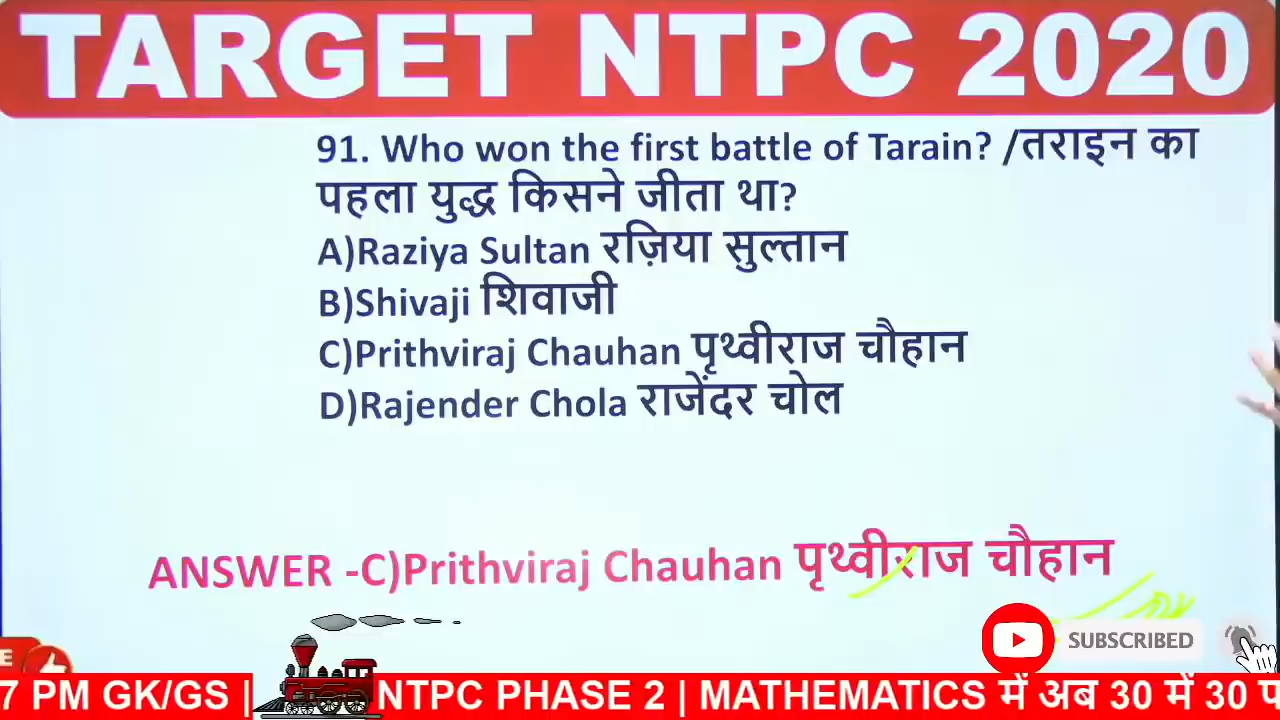 TARGET NTPC 2020
91. Who won the first battle of Tarain? /तराइन का
पहला युद्ध किसने जीता था?
A)Raziya Sultan रज़िया सुल्तान
B)Shivaji शिवाजी
C)Prithviraj Chauhan पृथ्वीराज चौहान
D)Rajender Chola राजेंदर चोल
ANSWER -C)Prithviraj Chauhan पृथ्वीराज चौहान
SUBSCRIBED
7 PM GK/GS | NTPC PHASE 2 | MATHEMATICS में अब 30 में 30